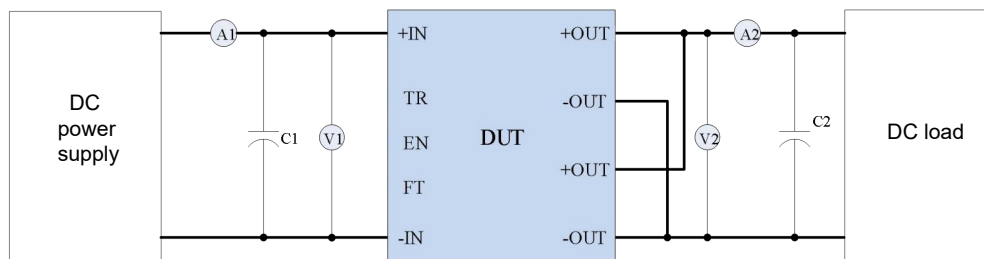 DC
power
supply
A1
C1
V1
+IN
TR
EN
FT
-IN
DUT
+OUT
-OUT
+OUT
-OUT
V2
A2
C2
DC load